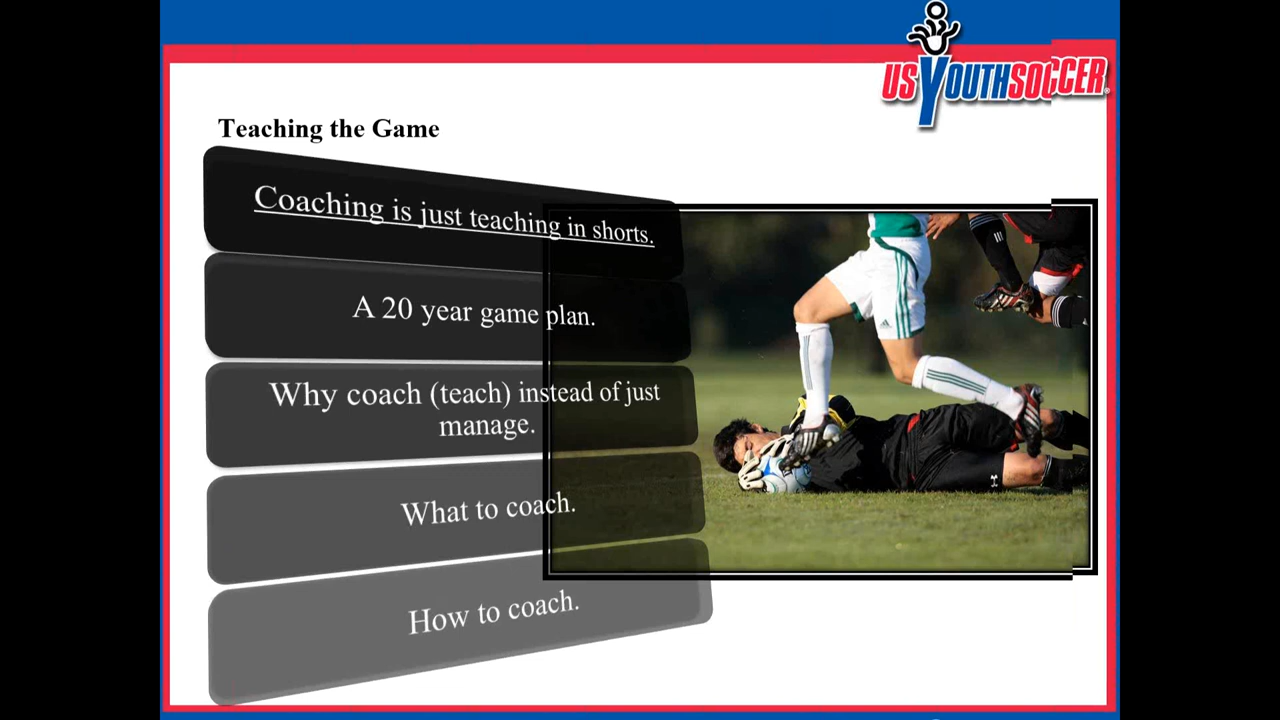 US YOUTH SOCCER®
Teaching the Game
Coaching is just teaching in shorts.
A 20 year game plan.
Why coach (teach) instead of just
manage.
What to coach.
How to coach.